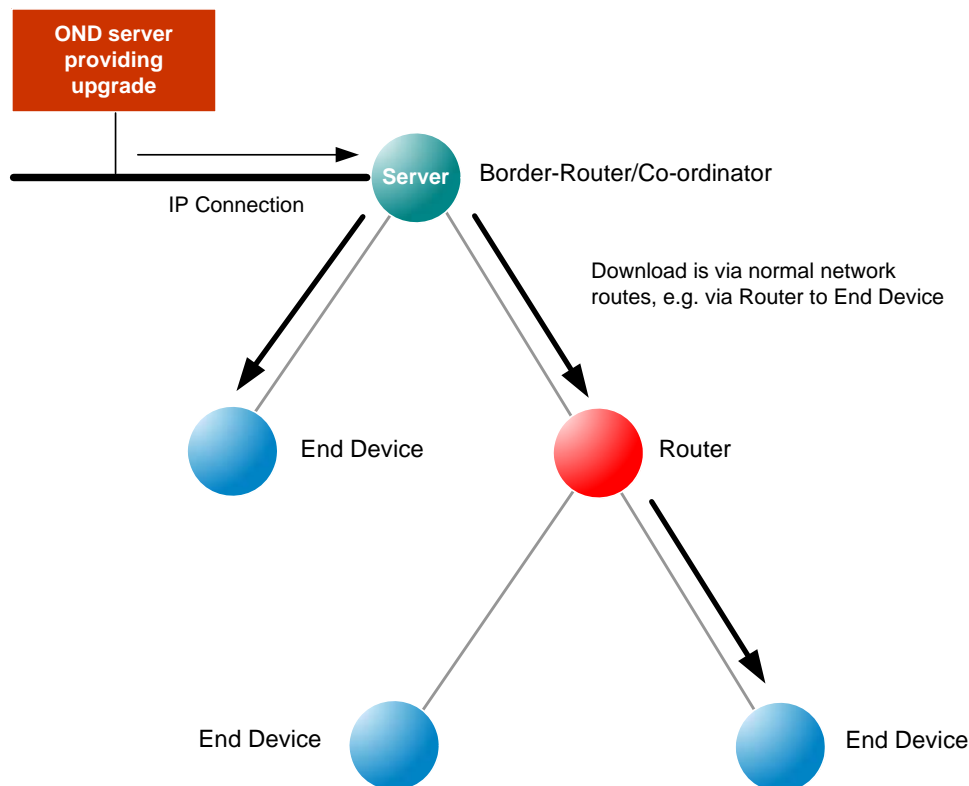 OND server
providing
upgrade
Server
Border-Router/Co-ordinator
IP Connection
Download is via normal network
routes, e.g. via Router to End Device
End Device
Router
End Device
End Device